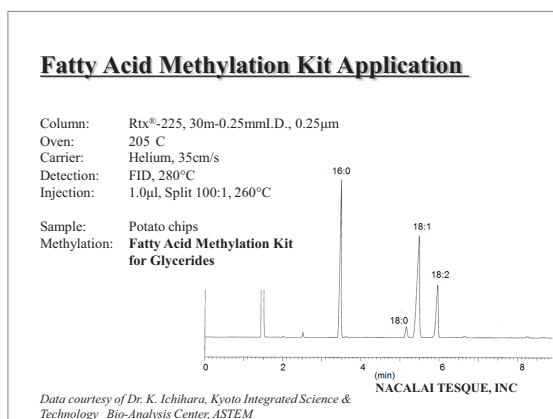 Fatty Acid Methylation Kit Application
Column: Rtx®-225, 30m-0.25mmI.D., 0.25μm
Oven: 205 C
Carrier: Helium, 35cm/s
Detection: FID, 280°C
Injection: 1.0μl, Split 100:1, 260°C
Sample: Potato chips
Methylation: Fatty Acid Methylation Kit
for Glycerides
16:0
18:1
18:2
18:0
0 2 4 6 8
(min)
NACALAI TESQUE, INC
Data courtesy of Dr. K. Ichihara, Kyoto Integrated Science &
Technology Bio-Analysis Center, ASTEM